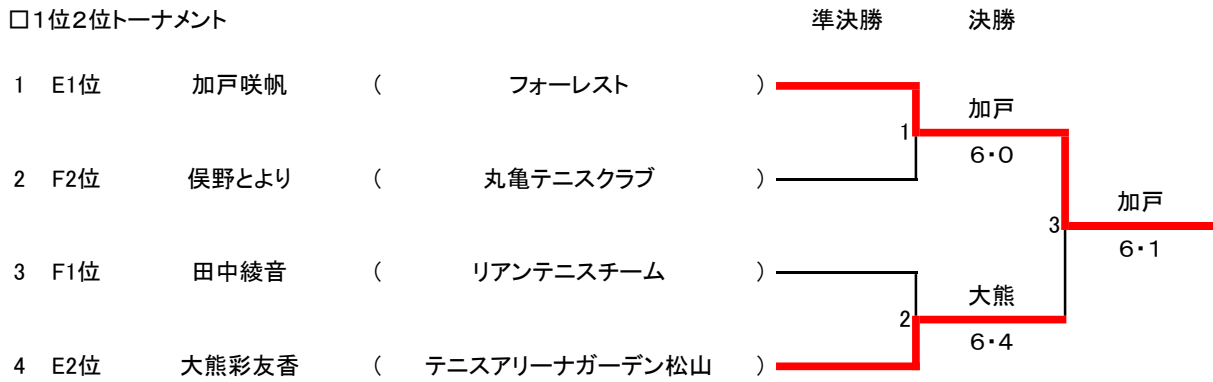 □1位2位トーナメント 準決勝 決勝
1 E1位 加戸咲帆 ( フォーレスト )
加戸
1
6・0
2 F2位 俣野とより ( 丸亀テニスクラブ )
加戸
3
6・1
3 F1位 田中綾音 ( リアンテニスチーム )
大熊
2
6・4
4 E2位 大熊彩友香 ( テニスアリーナガーデン松山 )